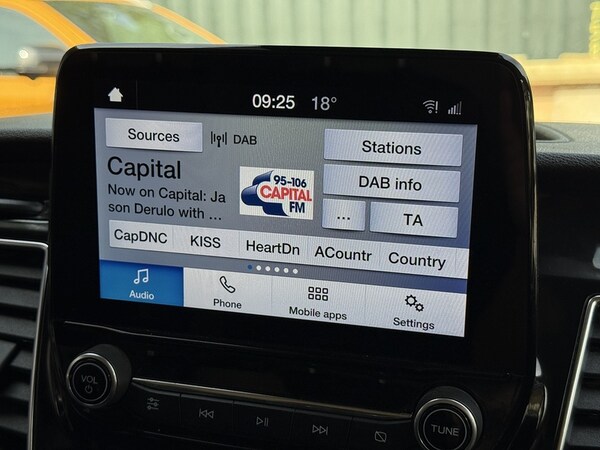 09:25 18°
Sources DAB Stations
Capital
Now on Capital: Ja
son Derulo with ...
95-106
CAPITAL
FM
DAB info
... TA
CapDNC KISS HeartDn ACountr Country
Audio Phone Mobile apps Settings
VOL TUNE